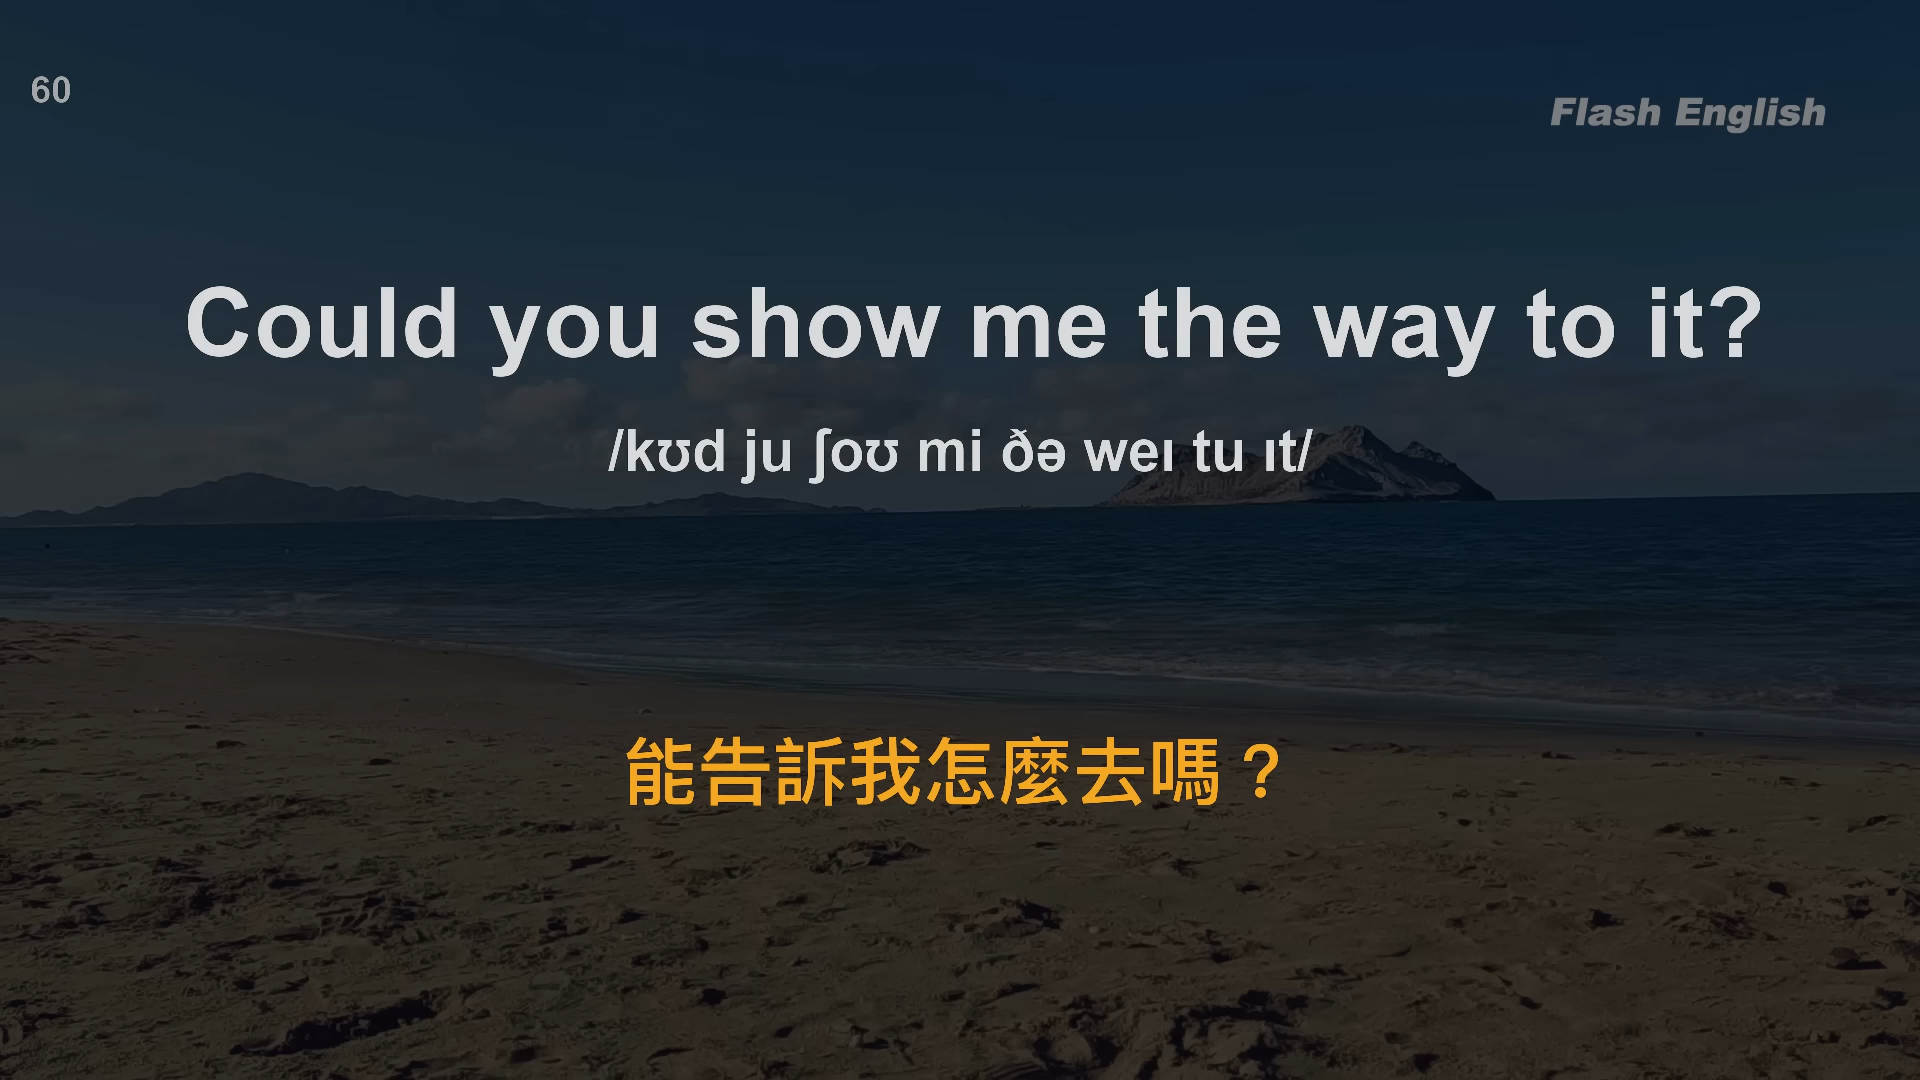 60
Flash English
Could you show me the way to it?
/kʊd ju ʃoʊ mi ðə weɪ tu ɪt/
能告訴我怎麼去嗎？